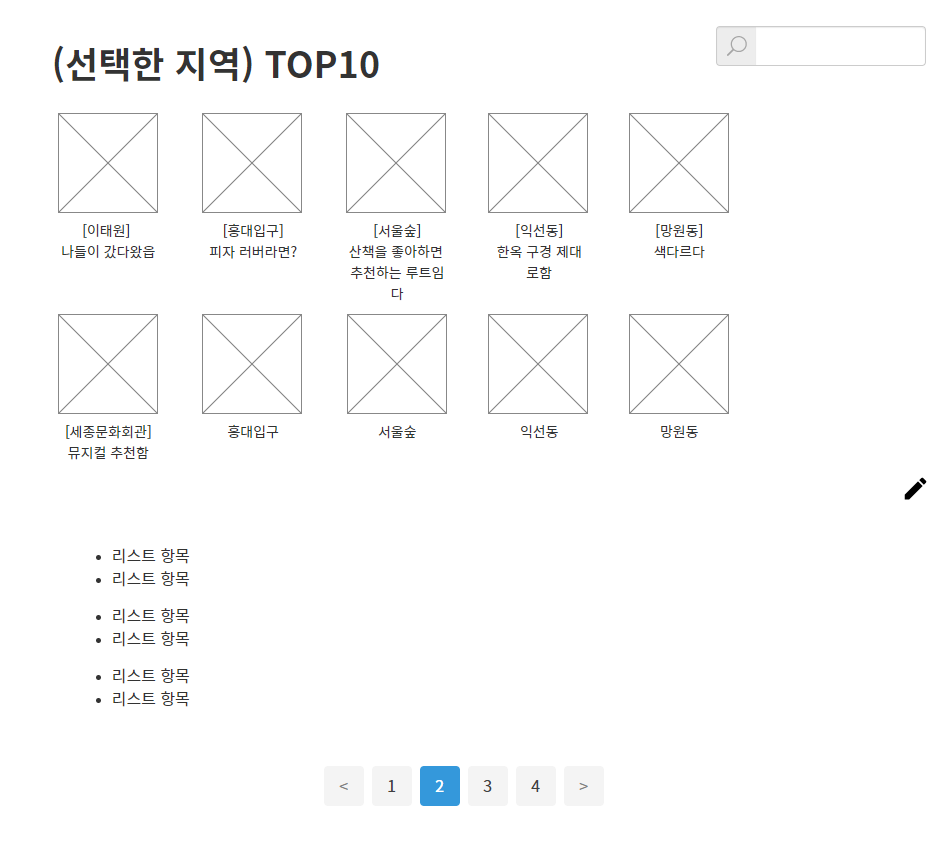 (선택한 지역) TOP10
[이태원]
나들이 갔다왔음
[홍대입구]
피자 러버라면?
[서울숲]
산책을 좋아하면
추천하는 루트임
다
[익선동]
한옥 구경 제대
로함
[망원동]
색다르다
[세종문화회관]
뮤지컬 추천함
홍대입구
서울숲
익선동
망원동
• 리스트 항목
• 리스트 항목
• 리스트 항목
• 리스트 항목
• 리스트 항목
• 리스트 항목
< 1 2 3 4 >